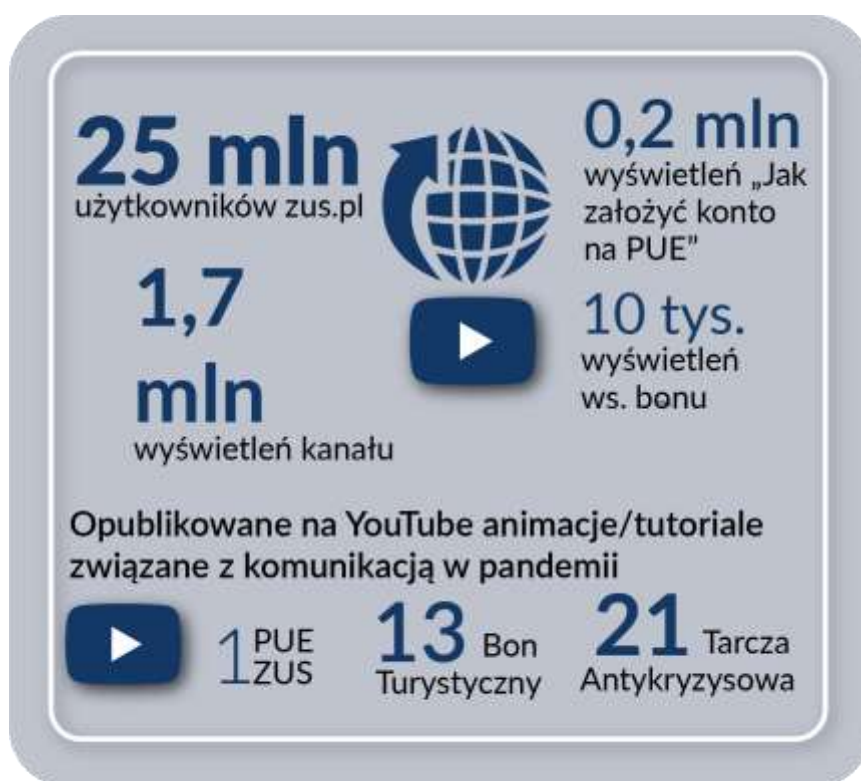 25 mln
użytkowników zus.pl
1,7
mln
wyświetleń kanału
0,2 mln
wyświetleń „Jak
założyć konto
na PUE”
10 tys.
wyświetleń
ws. bonu
Opublikowane na YouTube animacje/tutoriale
związane z komunikacją w pandemii
1 PUE
ZUS
13 Bon
Turystyczny
21 Tarcza
Antykryzysowa